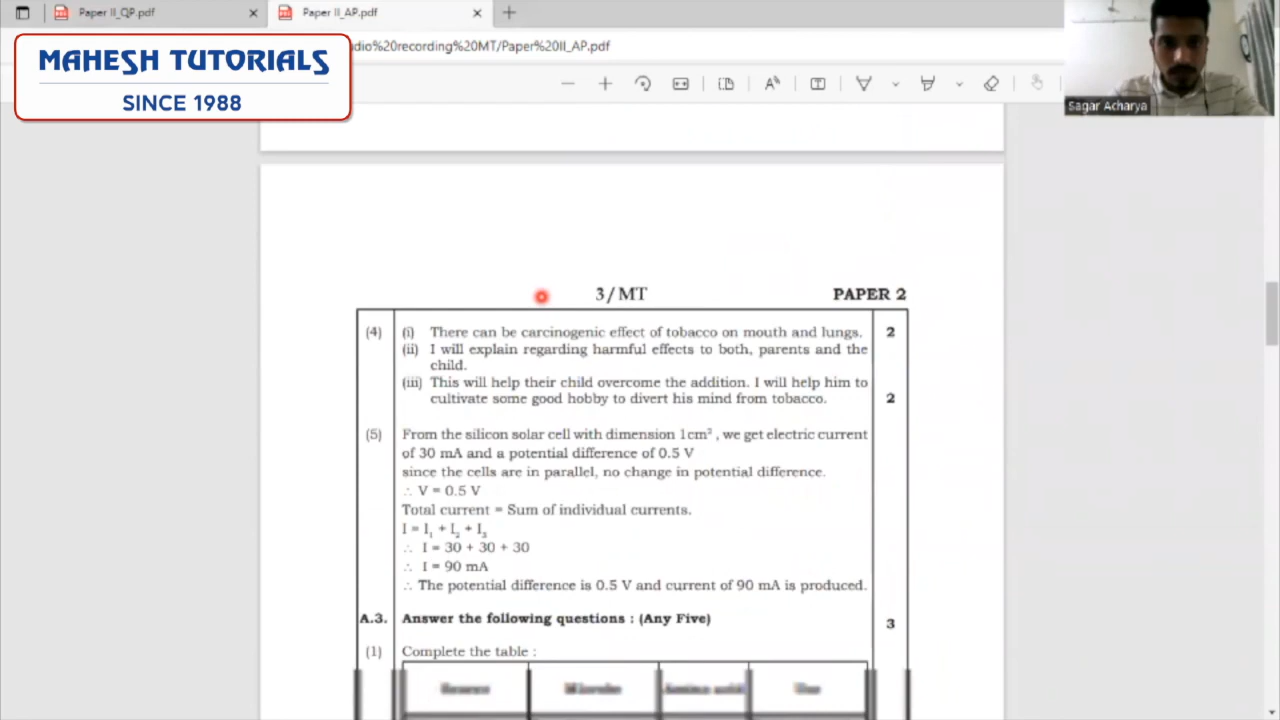 Paper II_QP.pdf
Paper II_AP.pdf
dio%20recording%20MT/Paper%20II_AP.pdf
MAHESH TUTORIALS
SINCE 1988
Sagar Acharya
3/MT PAPER 2
(4) (i) There can be carcinogenic effect of tobacco on mouth and lungs. 2
(ii) I will explain regarding harmful effects to both, parents and the
child.
(iii) This will help their child overcome the addition. I will help him to
cultivate some good hobby to divert his mind from tobacco. 2
(5) From the silicon solar cell with dimension 1cm², we get electric current
of 30 mA and a potential difference of 0.5 V
since the cells are in parallel, no change in potential difference.
∴ V = 0.5 V
Total current = Sum of individual currents.
I = I₁ + I₂ + I₃
∴ I = 30 + 30 + 30
∴ I = 90 mA
∴ The potential difference is 0.5 V and current of 90 mA is produced.
A.3. Answer the following questions : (Any Five) 3
(1) Complete the table :
Source Microbe Amino acid Use